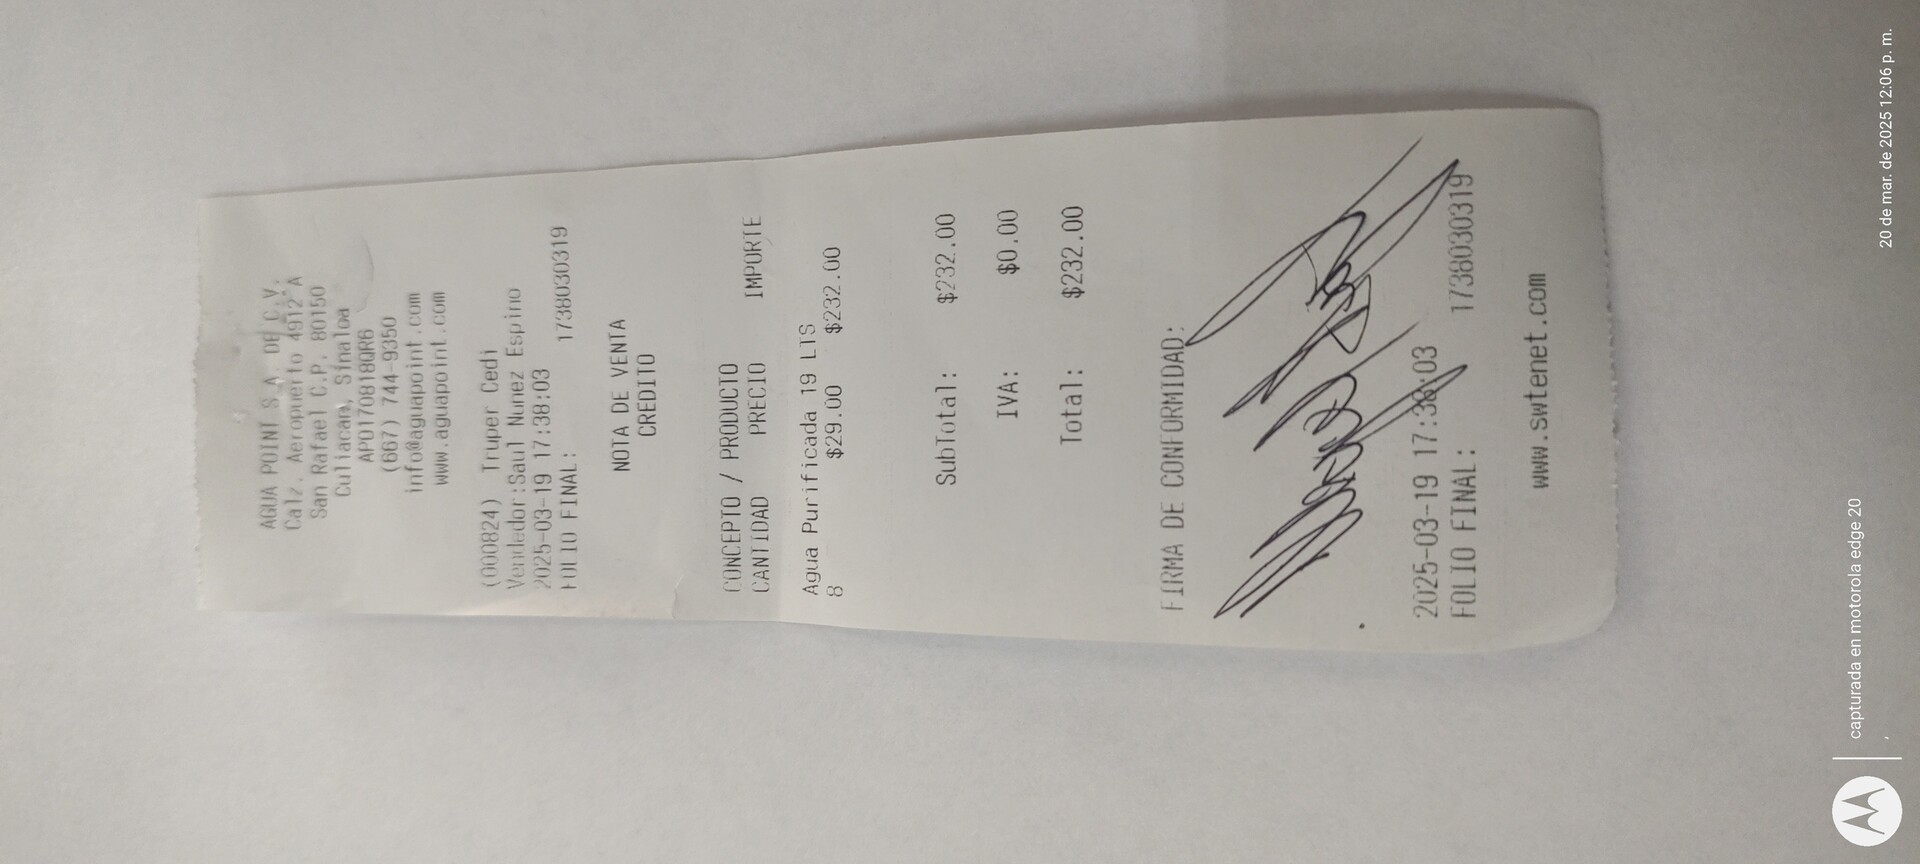 AGUA POINT S.A. DE C.V.
Calz. Aeropuerto 4912 A
San Rafael C.P. 80150
Culiacan, Sinaloa
APO170818QR6
(667) 744-9350
info@aguapoint.com
www.aguapoint.com
(000824) Truper Cedi
Vendedor:Saul Nunez Espino
2025-03-19 17:38:03
FOLIO FINAL: 1738030319
NOTA DE VENTA
CREDITO
CONCEPTO / PRODUCTO
CANTIDAD PRECIO IMPORTE
Agua Purificada 19 LTS
8 $29.00 $232.00
SubTotal: $232.00
IVA: $0.00
Total: $232.00
FIRMA DE CONFORMIDAD:
2025-03-19 17:38:03
FOLIO FINAL: 1738030319
www.swtenet.com
capturada en motorola edge 20
,
20 de mar. de 2025 12:06 p. m.